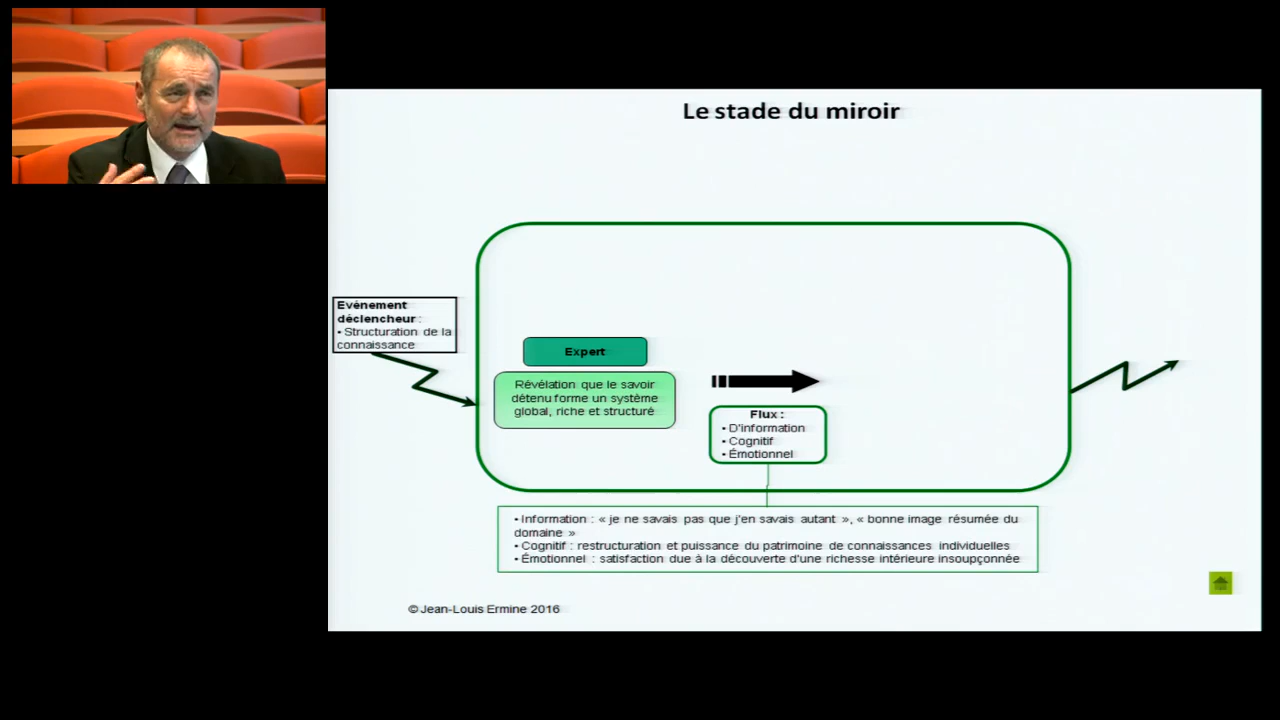 Le stade du miroir
Evénement
déclencheur :
• Structuration de la
connaissance
Expert
Révélation que le savoir
détenu forme un système
global, riche et structuré
Flux :
• D'information
• Cognitif
• Émotionnel
• Information : « je ne savais pas que j'en savais autant », « bonne image résumée du
domaine »
• Cognitif : restructuration et puissance du patrimoine de connaissances individuelles
• Émotionnel : satisfaction due à la découverte d'une richesse intérieure insoupçonnée
© Jean-Louis Ermine 2016